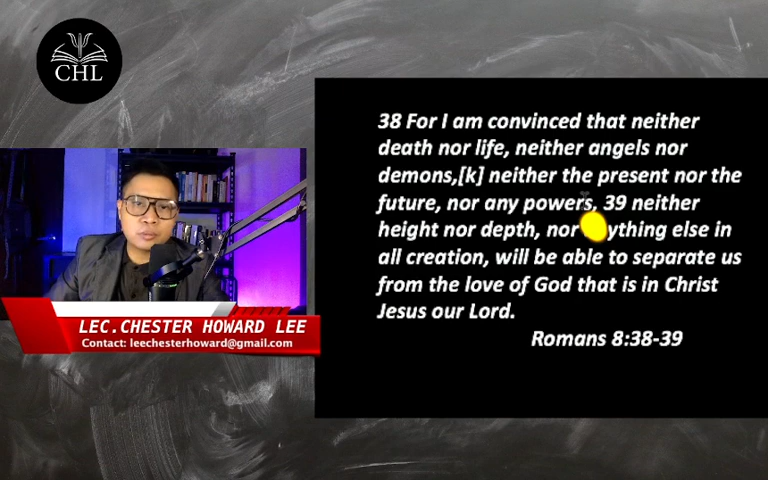 CHL
38 For I am convinced that neither
death nor life, neither angels nor
demons,[k] neither the present nor the
future, nor any powers, 39 neither
height nor depth, nor ything else in
all creation, will be able to separate us
from the love of God that is in Christ
Jesus our Lord.
Romans 8:38-39
LEC.CHESTER HOWARD LEE
Contact: leechesterhoward@gmail.com